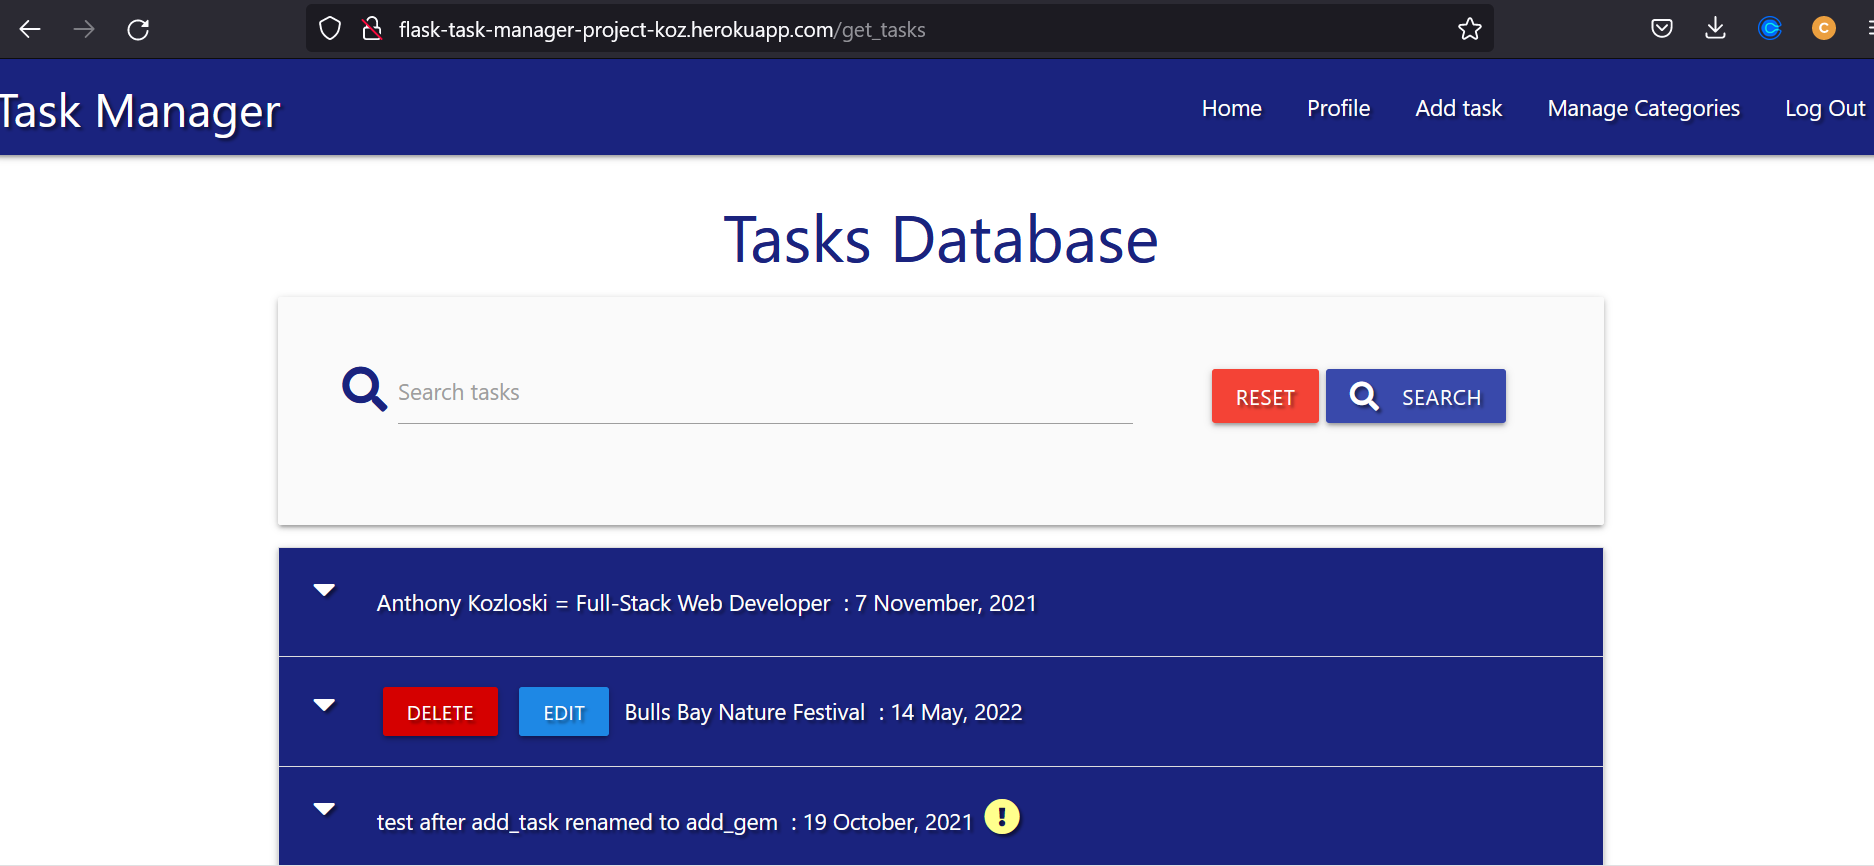 flask-task-manager-project-koz.herokuapp.com/get_tasks
C C
Task Manager Home Profile Add task Manage Categories Log Out
Tasks Database
Search tasks RESET SEARCH
Anthony Kozloski = Full-Stack Web Developer : 7 November, 2021
DELETE EDIT Bulls Bay Nature Festival : 14 May, 2022
test after add_task renamed to add_gem : 19 October, 2021 !